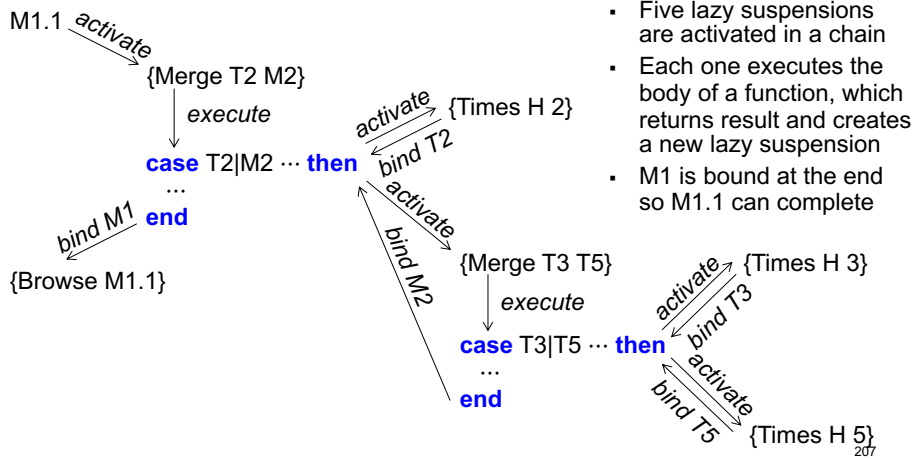 M1.1
activate
{Merge T2 M2}
execute
case T2|M2 ··· then
···
end
bind M1
{Browse M1.1}
activate
{Times H 2}
bind T2
activate
bind M2
{Merge T3 T5}
execute
case T3|T5 ··· then
···
end
activate
{Times H 3}
bind T3
activate
bind T5
{Times H 5}
▪ Five lazy suspensions
are activated in a chain
▪ Each one executes the
body of a function, which
returns result and creates
a new lazy suspension
▪ M1 is bound at the end
so M1.1 can complete
207